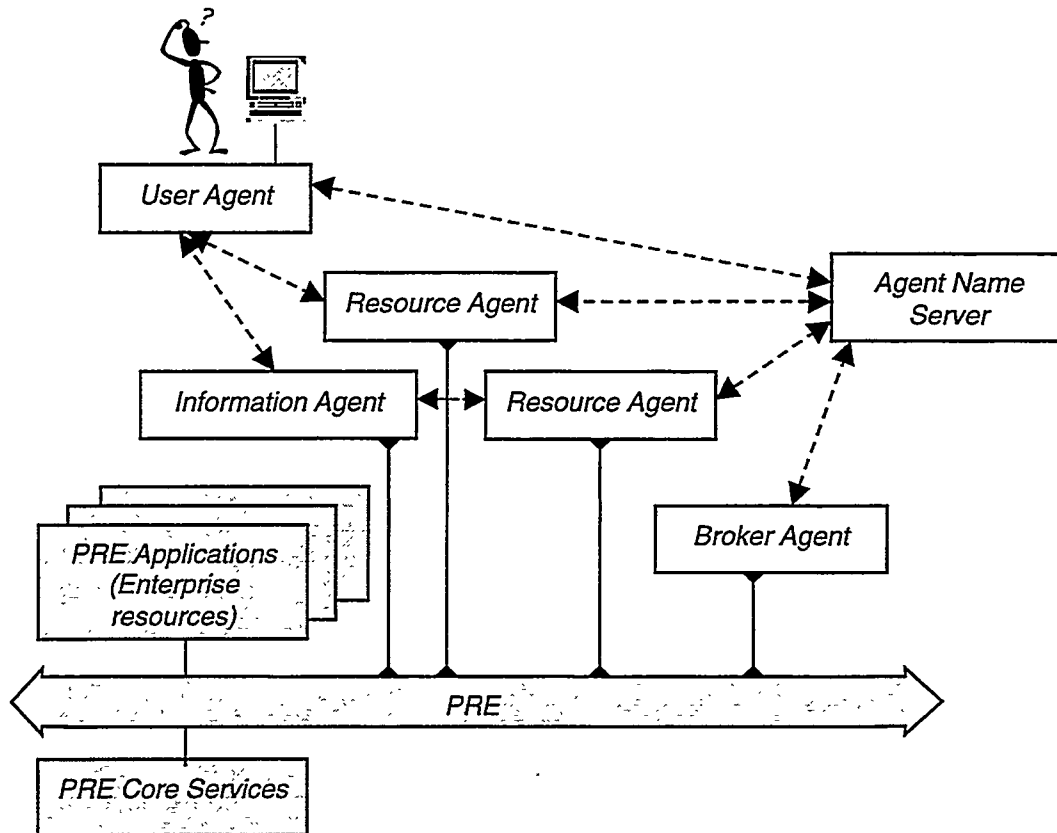 ?
User Agent
Resource Agent
Agent Name
Server
Information Agent
Resource Agent
PRE Applications
(Enterprise
resources)
Broker Agent
PRE
PRE Core Services